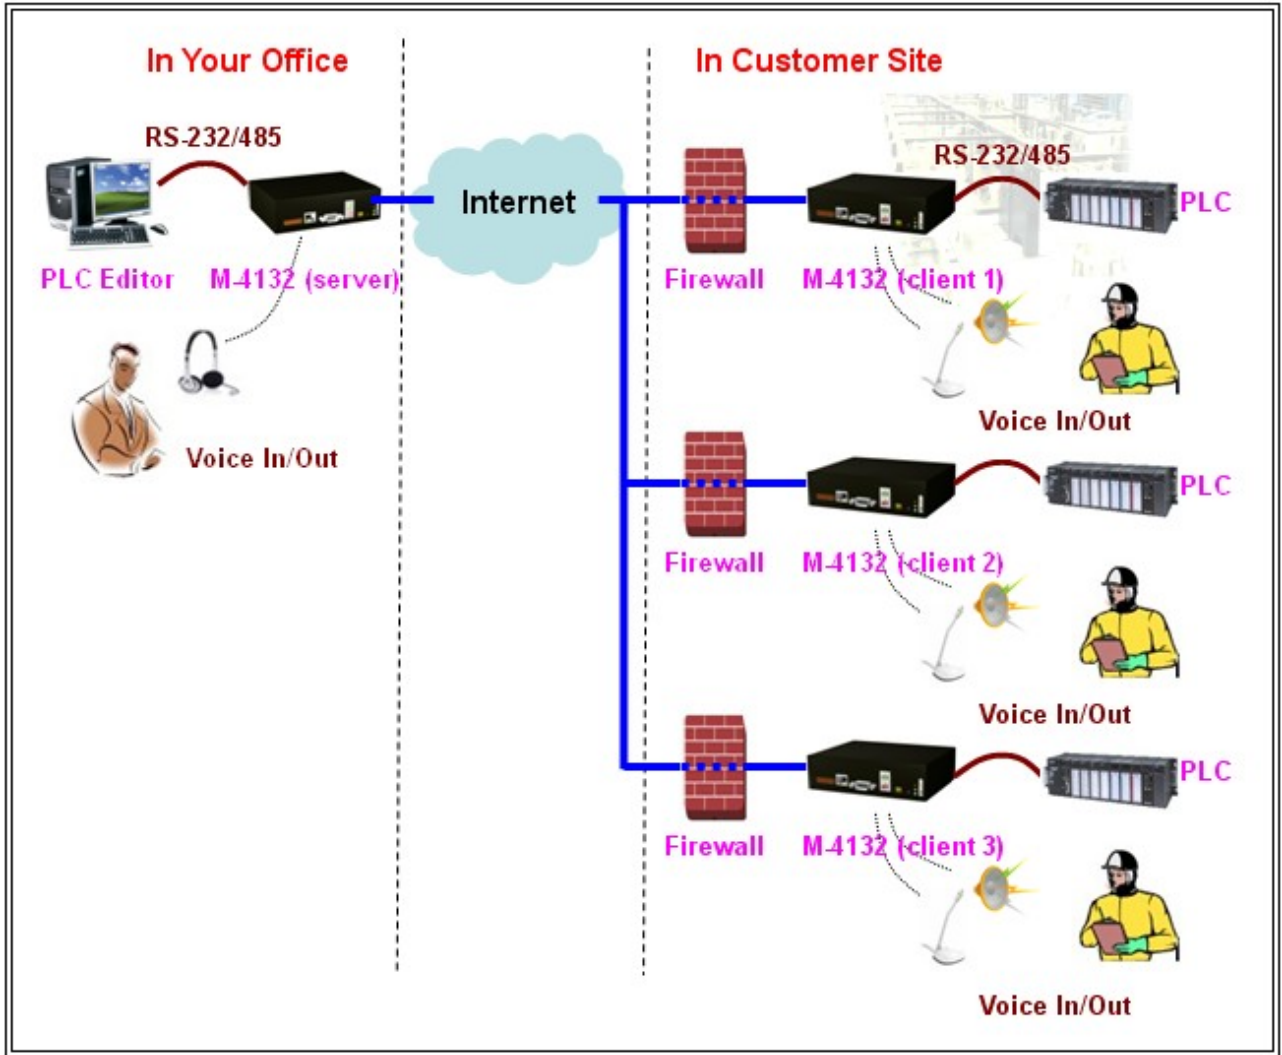 In Your Office
In Customer Site
RS-232/485
RS-232/485
Internet
PLC
PLC Editor
M-4132 (server)
Firewall
M-4132 (client 1)
Voice In/Out
Voice In/Out
PLC
Firewall
M-4132 (client 2)
Voice In/Out
PLC
Firewall
M-4132 (client 3)
Voice In/Out